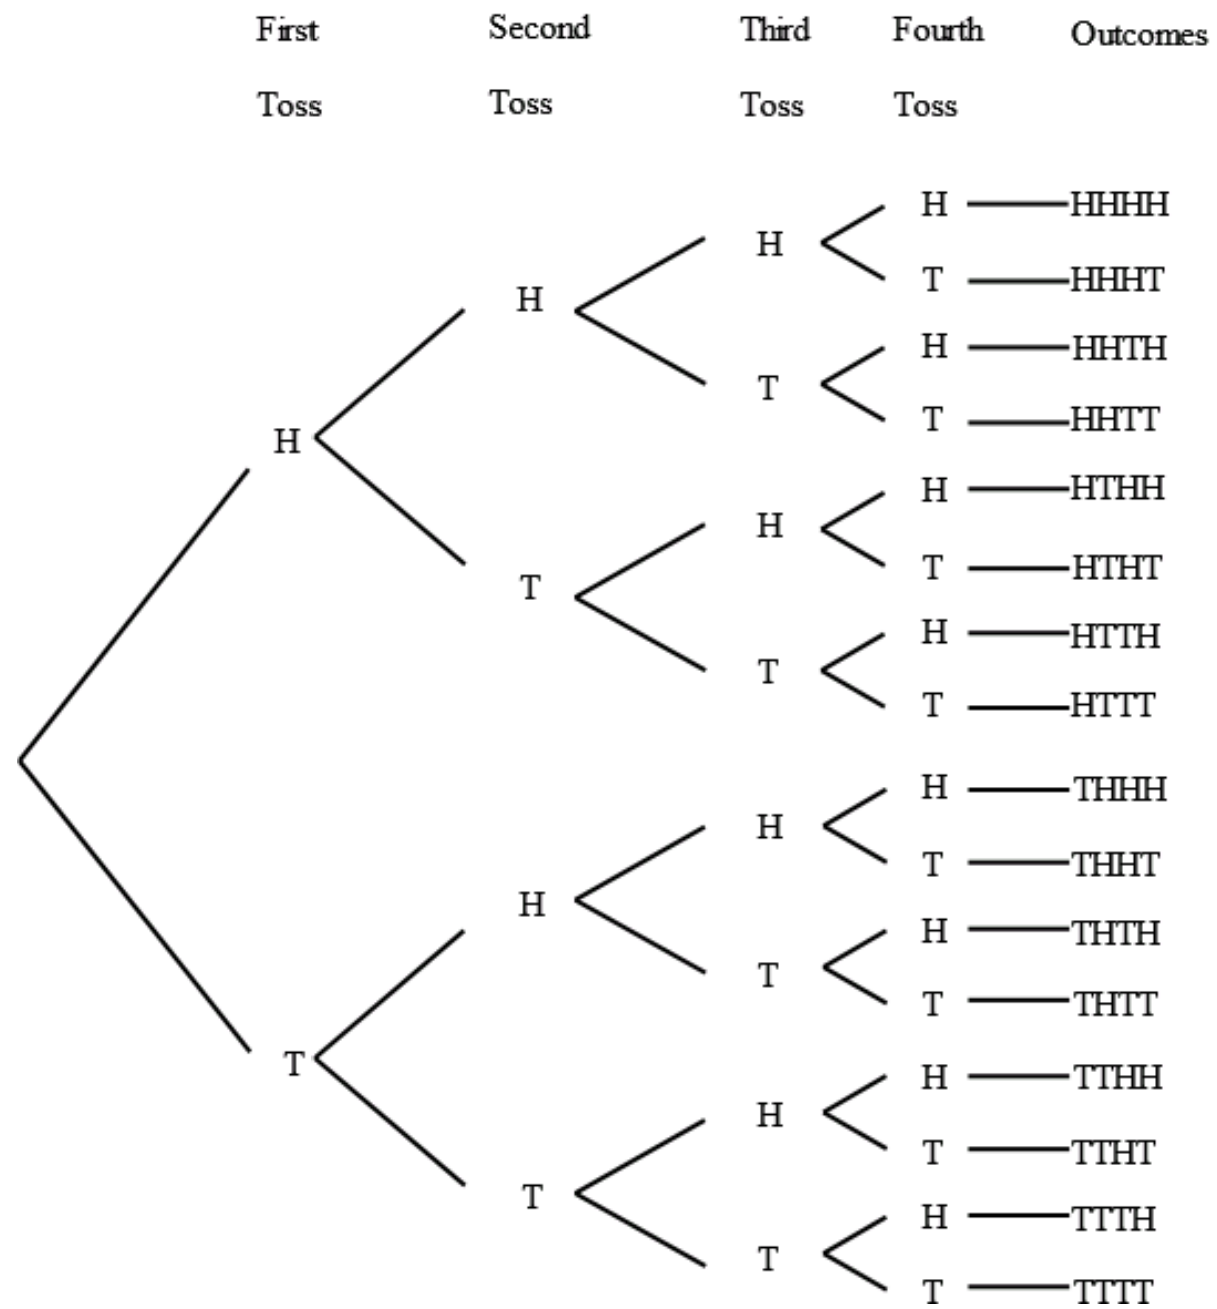 First Second Third Fourth Outcomes
Toss Toss Toss Toss
H HHHH
H
T HHHT
H
H HHTH
T
T HHTT
H
H HTHH
H
T HTHT
T
H HTTH
T
T HTTT
H THHH
H
T THHT
H
H THTH
T
T THTT
T
H TTHH
H
T TTHT
T
H TTTH
T
T TTTT